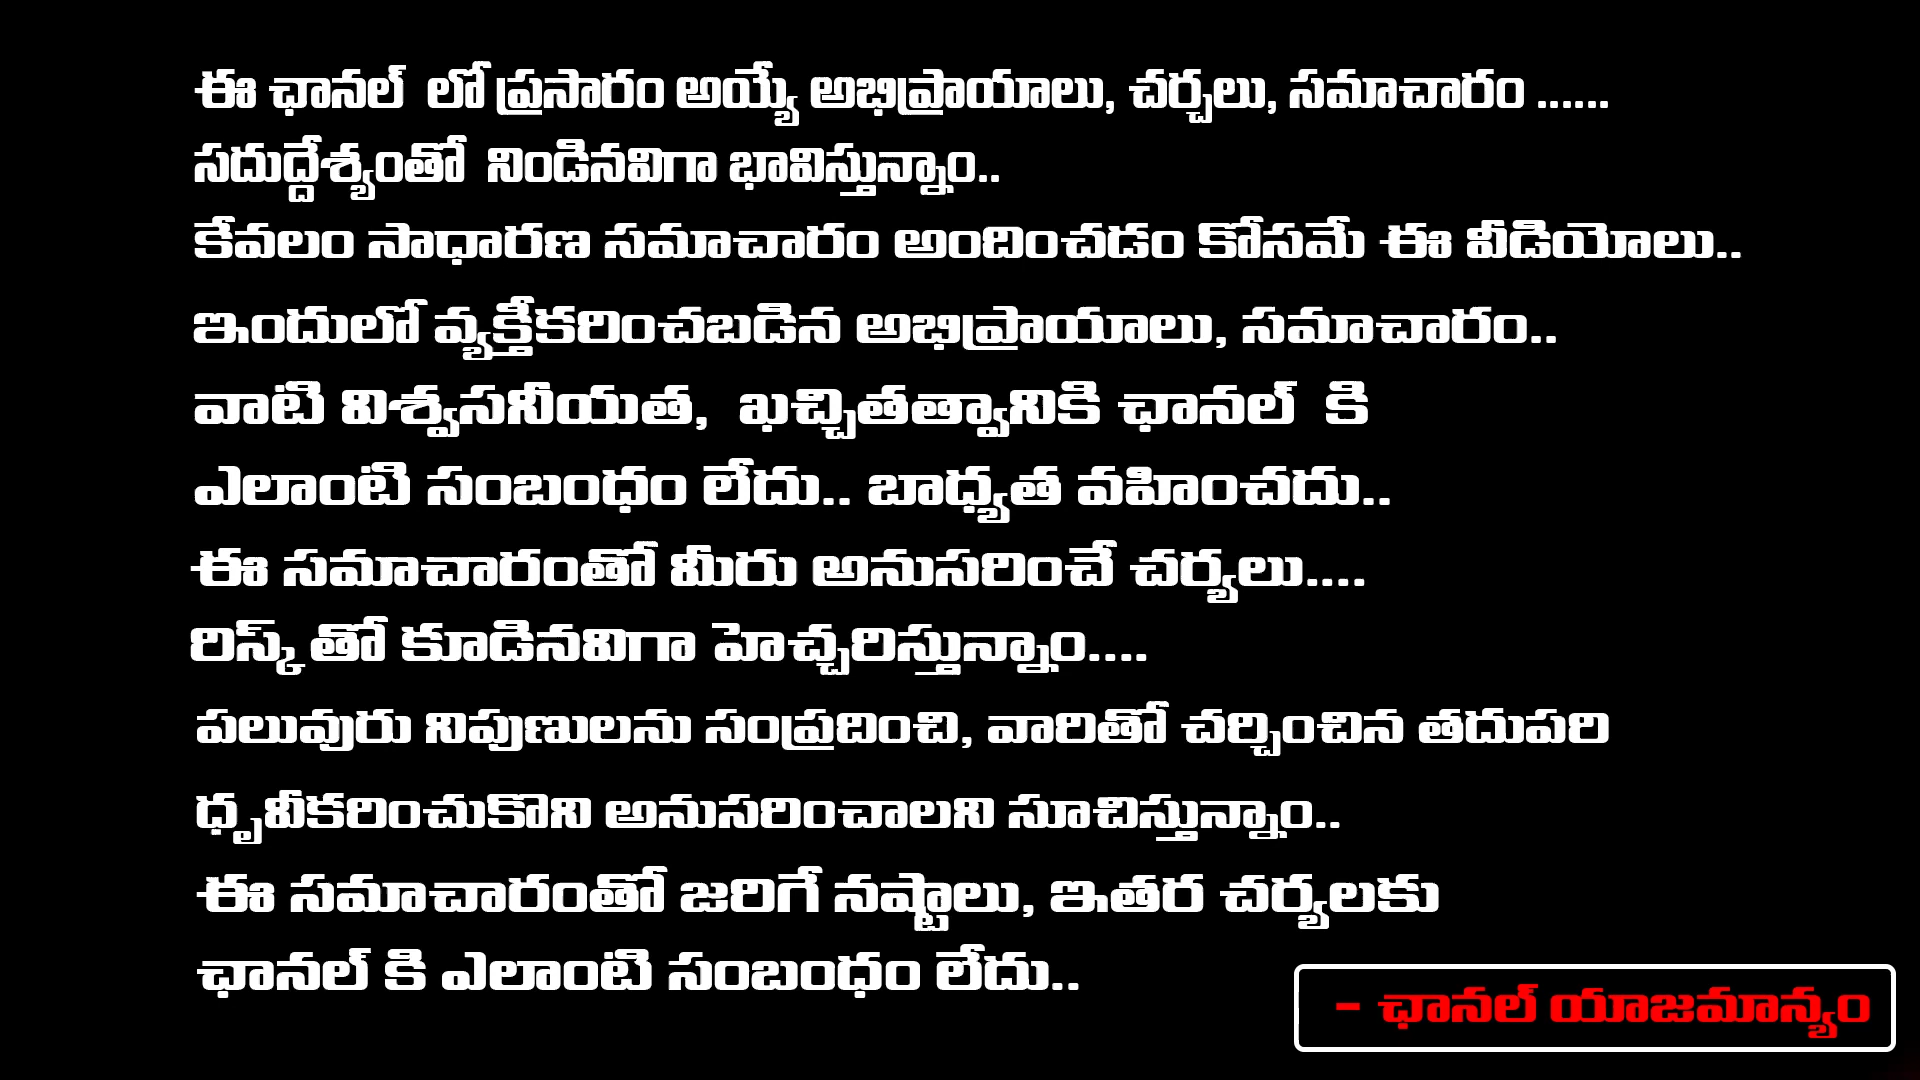 ఈ ఛానల్ లో ప్రసారం అయ్యే అభిప్రాయాలు, చర్చలు, సమాచారం ......
సదుద్దేశ్యంతో నిండినవిగా భావిస్తున్నాం..
కేవలం సాధారణ సమాచారం అందించడం కోసమే ఈ వీడియోలు..
ఇందులో వ్యక్తీకరించబడిన అభిప్రాయాలు, సమాచారం..
వాటి విశ్వసనీయత, ఖచ్చితత్వానికి ఛానల్ కి
ఎలాంటి సంబంధం లేదు.. బాధ్యత వహించదు..
ఈ సమాచారంతో మీరు అనుసరించే చర్యలు....
రిస్క్ తో కూడినవిగా హెచ్చరిస్తున్నాం....
పలువురు నిపుణులను సంప్రదించి, వారితో చర్చించిన తదుపరి
ధృవీకరించుకొని అనుసరించాలని సూచిస్తున్నాం..
ఈ సమాచారంతో జరిగే నష్టాలు, ఇతర చర్యలకు
ఛానల్ కి ఎలాంటి సంబంధం లేదు..
- ఛానల్ యాజమాన్యం